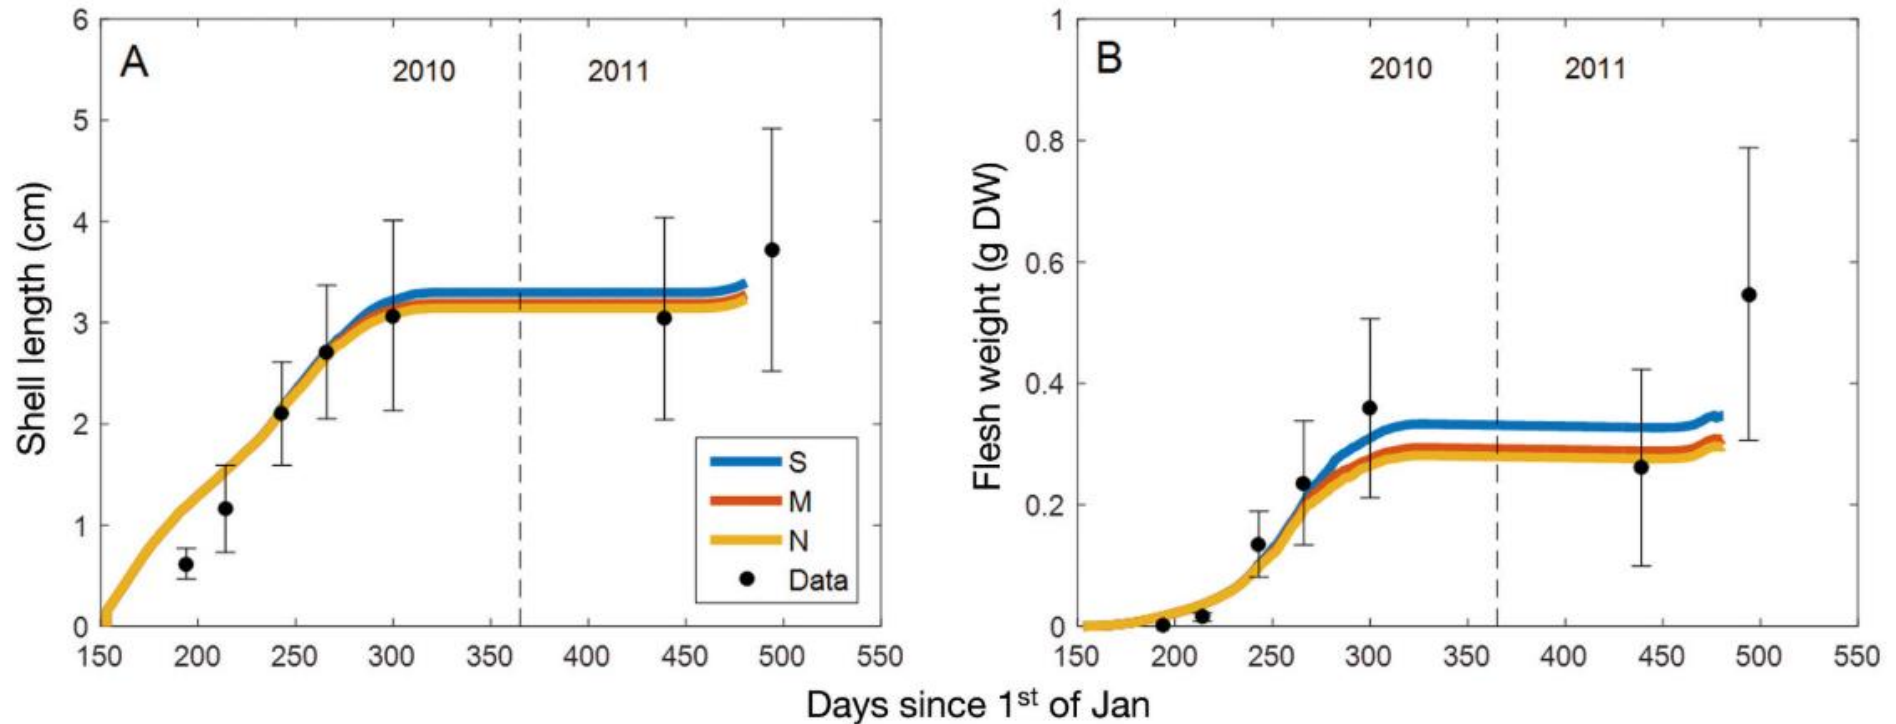 A
2010
2011
6
5
4
3
2
1
0
Shell length (cm)
S
M
N
Data
150 200 250 300 350 400 450 500 550
B
2010
2011
1
0.8
0.6
0.4
0.2
0
Flesh weight (g DW)
150 200 250 300 350 400 450 500 550
Days since 1st of Jan